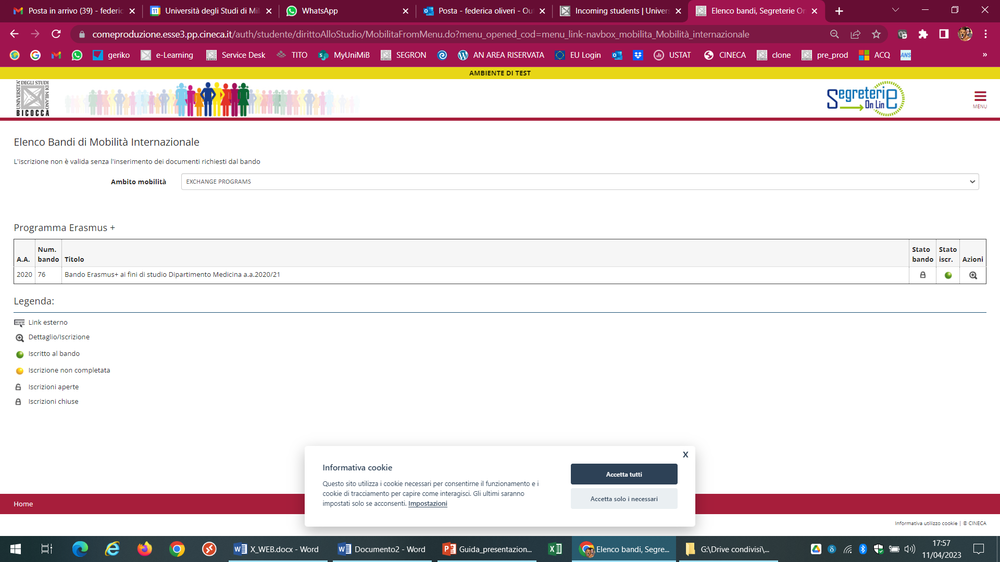 Posta in arrivo (39) - federic
Università degli Studi di Mil
WhatsApp
Posta - federica oliveri - Ou
Incoming students | Univers
Elenco bandi, Segreterie On
comeproduzione.esse3.pp.cineca.it/auth/studente/dirittoAlloStudio/MobilitaFromMenu.do?menu_opened_cod=menu_link-navbox_mobilita_Mobilità_internazionale
geriko
e-Learning
Service Desk
TITO
MyUniMiB
SEGRON
AN AREA RISERVATA
EU Login
USTAT
CINECA
clone
pre_prod
ACQ
ANS
»
AMBIENTE DI TEST
UNIVERSITA'
DEGLI STUDI
DI MILANO
BICOCCA
Segreterie
On Line
MENU
Elenco Bandi di Mobilità Internazionale
L'iscrizione non è valida senza l'inserimento dei documenti richiesti dal bando
Ambito mobilità
EXCHANGE PROGRAMS
Programma Erasmus +
A.A. Num. bando Titolo Stato bando Stato iscr. Azioni
2020 76 Bando Erasmus+ ai fini di studio Dipartimento Medicina a.a.2020/21
Legenda:
Link esterno
Dettaglio/Iscrizione
Iscritto al bando
Iscrizione non completata
Iscrizioni aperte
Iscrizioni chiuse
X
Informativa cookie
Questo sito utilizza i cookie necessari per consentirne il funzionamento e i
cookie di tracciamento per capire come interagisci. Gli ultimi saranno
impostati solo se acconsenti. Impostazioni
Accetta tutti
Accetta solo i necessari
Home
Informativa utilizzo cookie | © CINECA
X_WEB.docx - Word
Documento2 - Word
Guida_presentazion...
Elenco bandi, Segre...
G:\Drive condivisi\...
17:57
11/04/2023